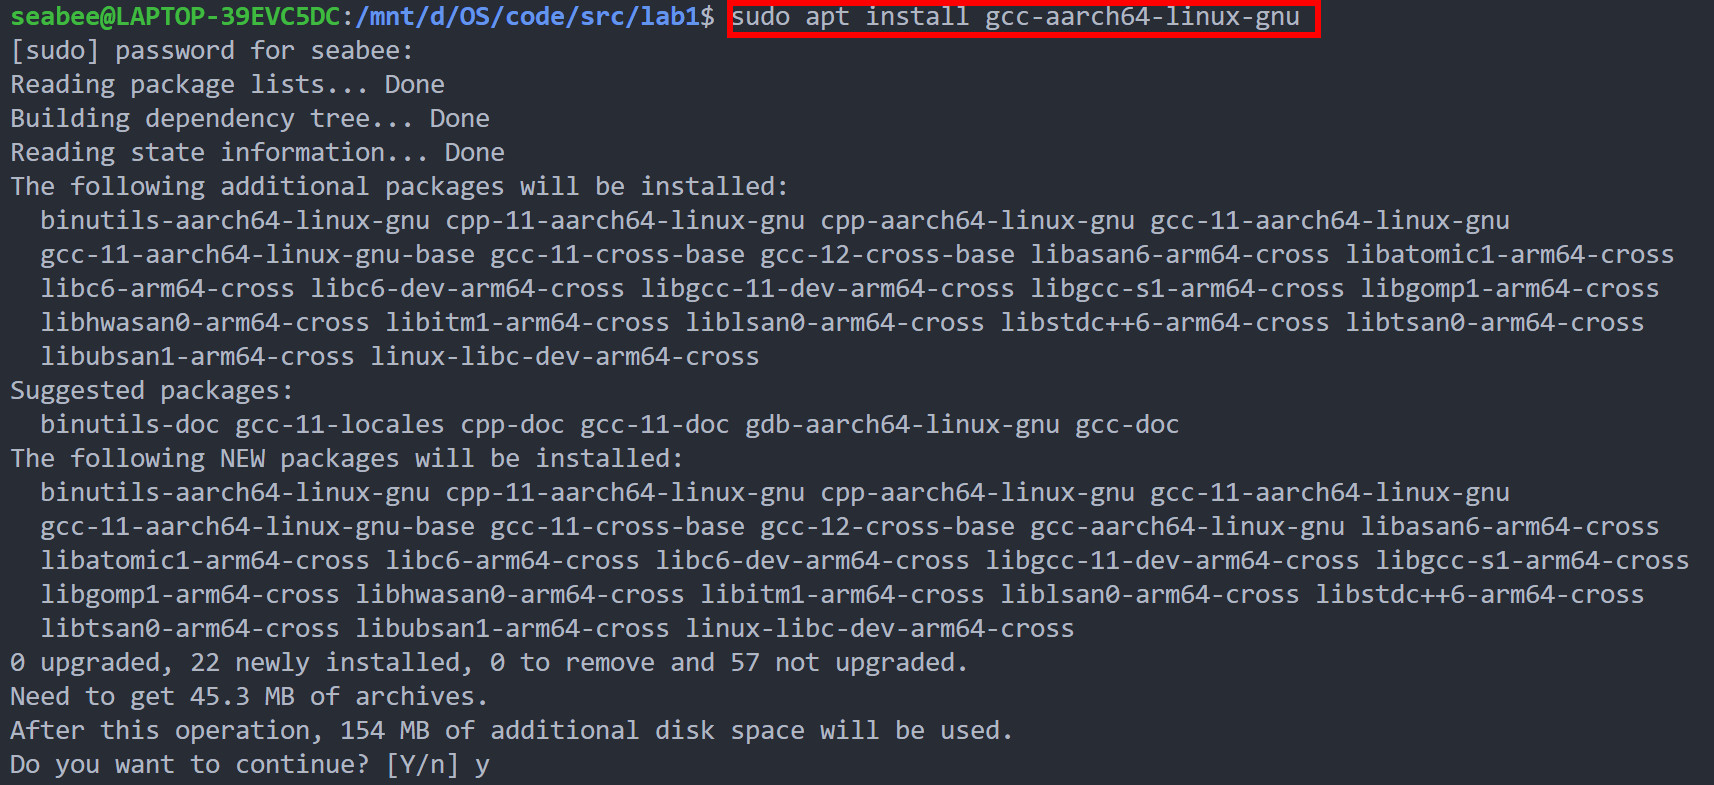 seabee@LAPTOP-39EVC5DC:/mnt/d/OS/code/src/lab1$ sudo apt install gcc-aarch64-linux-gnu
[sudo] password for seabee:
Reading package lists... Done
Building dependency tree... Done
Reading state information... Done
The following additional packages will be installed:
  binutils-aarch64-linux-gnu cpp-11-aarch64-linux-gnu cpp-aarch64-linux-gnu gcc-11-aarch64-linux-gnu
  gcc-11-aarch64-linux-gnu-base gcc-11-cross-base gcc-12-cross-base libasan6-arm64-cross libatomic1-arm64-cross
  libc6-arm64-cross libc6-dev-arm64-cross libgcc-11-dev-arm64-cross libgcc-s1-arm64-cross libgomp1-arm64-cross
  libhwasan0-arm64-cross libitm1-arm64-cross liblsan0-arm64-cross libstdc++6-arm64-cross libtsan0-arm64-cross
  libubsan1-arm64-cross linux-libc-dev-arm64-cross
Suggested packages:
  binutils-doc gcc-11-locales cpp-doc gcc-11-doc gdb-aarch64-linux-gnu gcc-doc
The following NEW packages will be installed:
  binutils-aarch64-linux-gnu cpp-11-aarch64-linux-gnu cpp-aarch64-linux-gnu gcc-11-aarch64-linux-gnu
  gcc-11-aarch64-linux-gnu-base gcc-11-cross-base gcc-12-cross-base gcc-aarch64-linux-gnu libasan6-arm64-cross
  libatomic1-arm64-cross libc6-arm64-cross libc6-dev-arm64-cross libgcc-11-dev-arm64-cross libgcc-s1-arm64-cross
  libgomp1-arm64-cross libhwasan0-arm64-cross libitm1-arm64-cross liblsan0-arm64-cross libstdc++6-arm64-cross
  libtsan0-arm64-cross libubsan1-arm64-cross linux-libc-dev-arm64-cross
0 upgraded, 22 newly installed, 0 to remove and 57 not upgraded.
Need to get 45.3 MB of archives.
After this operation, 154 MB of additional disk space will be used.
Do you want to continue? [Y/n] y